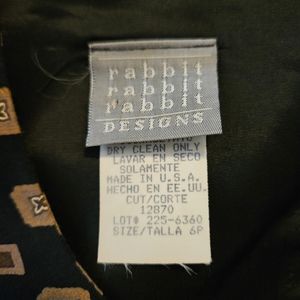 rabbit
rabbit
rabbit
DESIGNS
DRY CLEAN ONLY
LAVAR EN SECO
SOLAMENTE
MADE IN U.S.A.
HECHO EN EE.UU.
CUT/CORTE
12870
LOT# 225-6360
SIZE/TALLA 6P